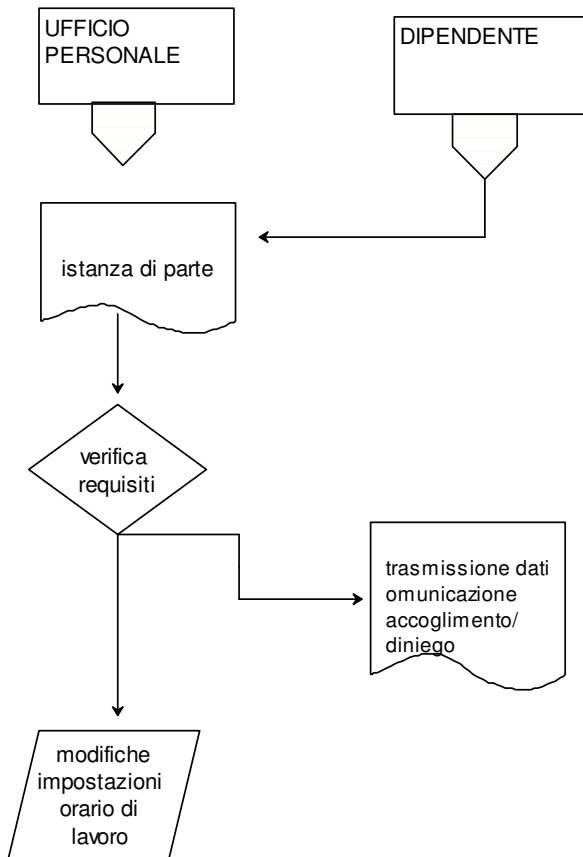 UFFICIO
PERSONALE
DIPENDENTE
istanza di parte
verifica
requisiti
trasmissione dati
omunicazione
accoglimento/
diniego
modifiche
impostazioni
orario di
lavoro